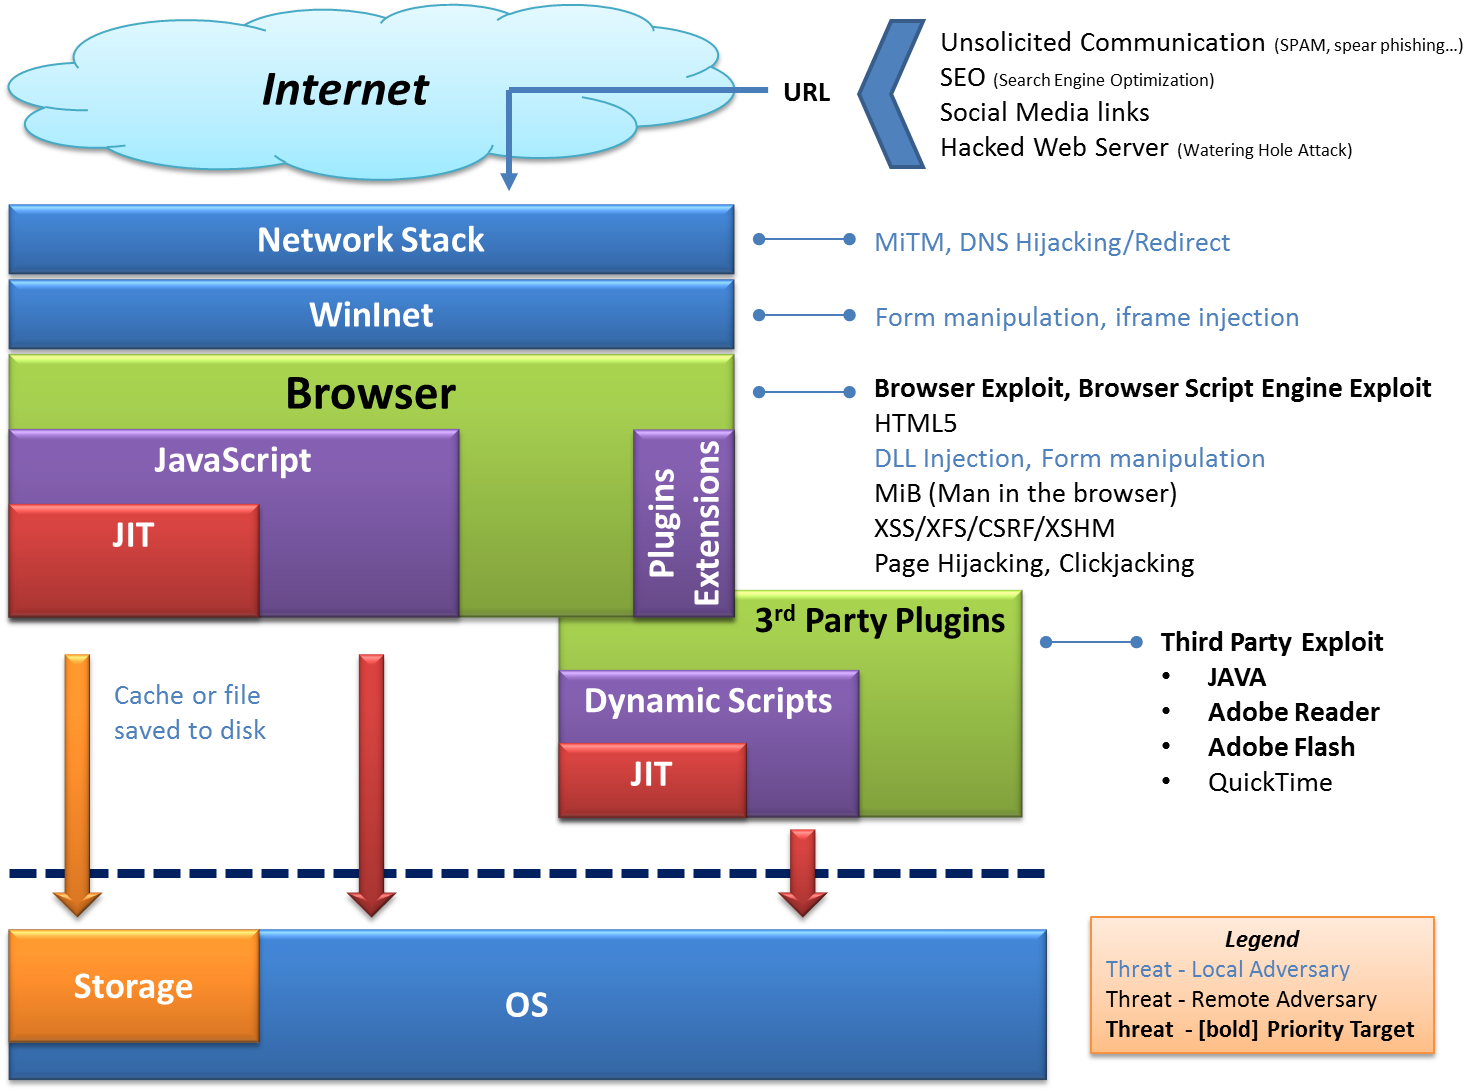 Internet
URL
Unsolicited Communication (SPAM, spear phishing...)
SEO (Search Engine Optimization)
Social Media links
Hacked Web Server (Watering Hole Attack)
Network Stack
MiTM, DNS Hijacking/Redirect
WinInet
Form manipulation, iframe injection
Browser
Browser Exploit, Browser Script Engine Exploit
HTML5
DLL Injection, Form manipulation
MiB (Man in the browser)
XSS/XFS/CSRF/XSHM
Page Hijacking, Clickjacking
JavaScript
JIT
Plugins
Extensions
3rd Party Plugins
Third Party Exploit
• JAVA
• Adobe Reader
• Adobe Flash
• QuickTime
Dynamic Scripts
JIT
Cache or file
saved to disk
Storage
OS
Legend
Threat - Local Adversary
Threat - Remote Adversary
Threat - [bold] Priority Target